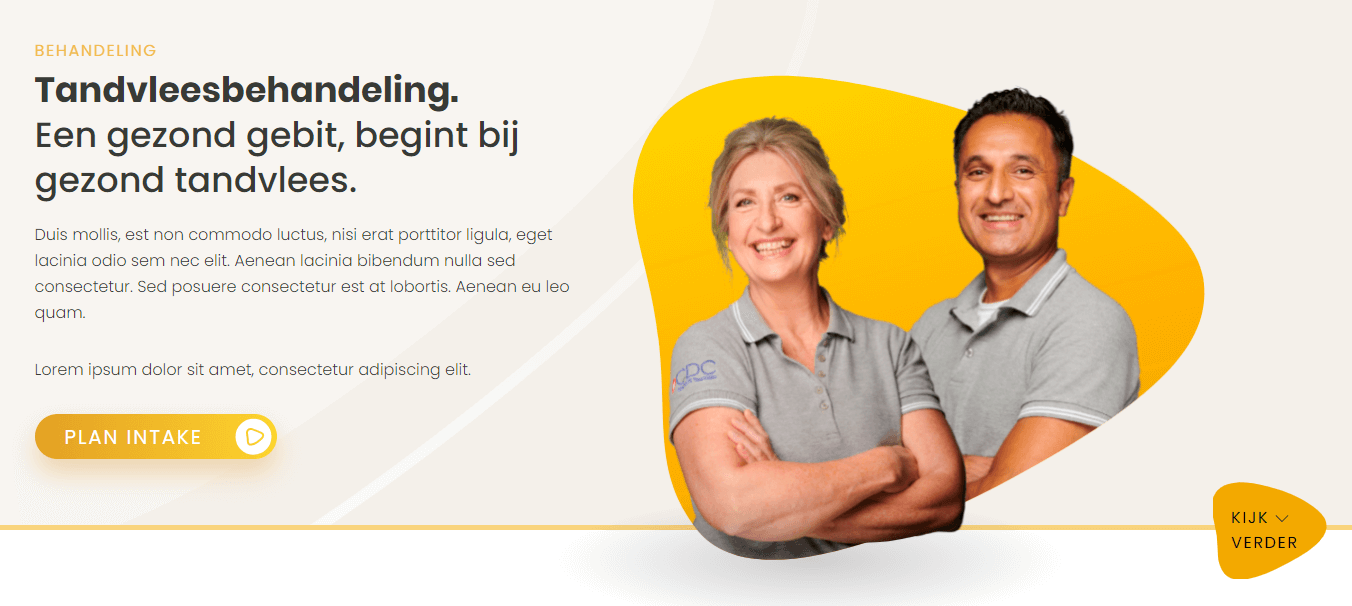 BEHANDELING
Tandvleesbehandeling.
Een gezond gebit, begint bij
gezond tandvlees.
Duis mollis, est non commodo luctus, nisi erat porttitor ligula, eget
lacinia odio sem nec elit. Aenean lacinia bibendum nulla sed
consectetur. Sed posuere consectetur est at lobortis. Aenean eu leo
quam.
Lorem ipsum dolor sit amet, consectetur adipiscing elit.
PLAN INTAKE
CDC
KIJK
VERDER